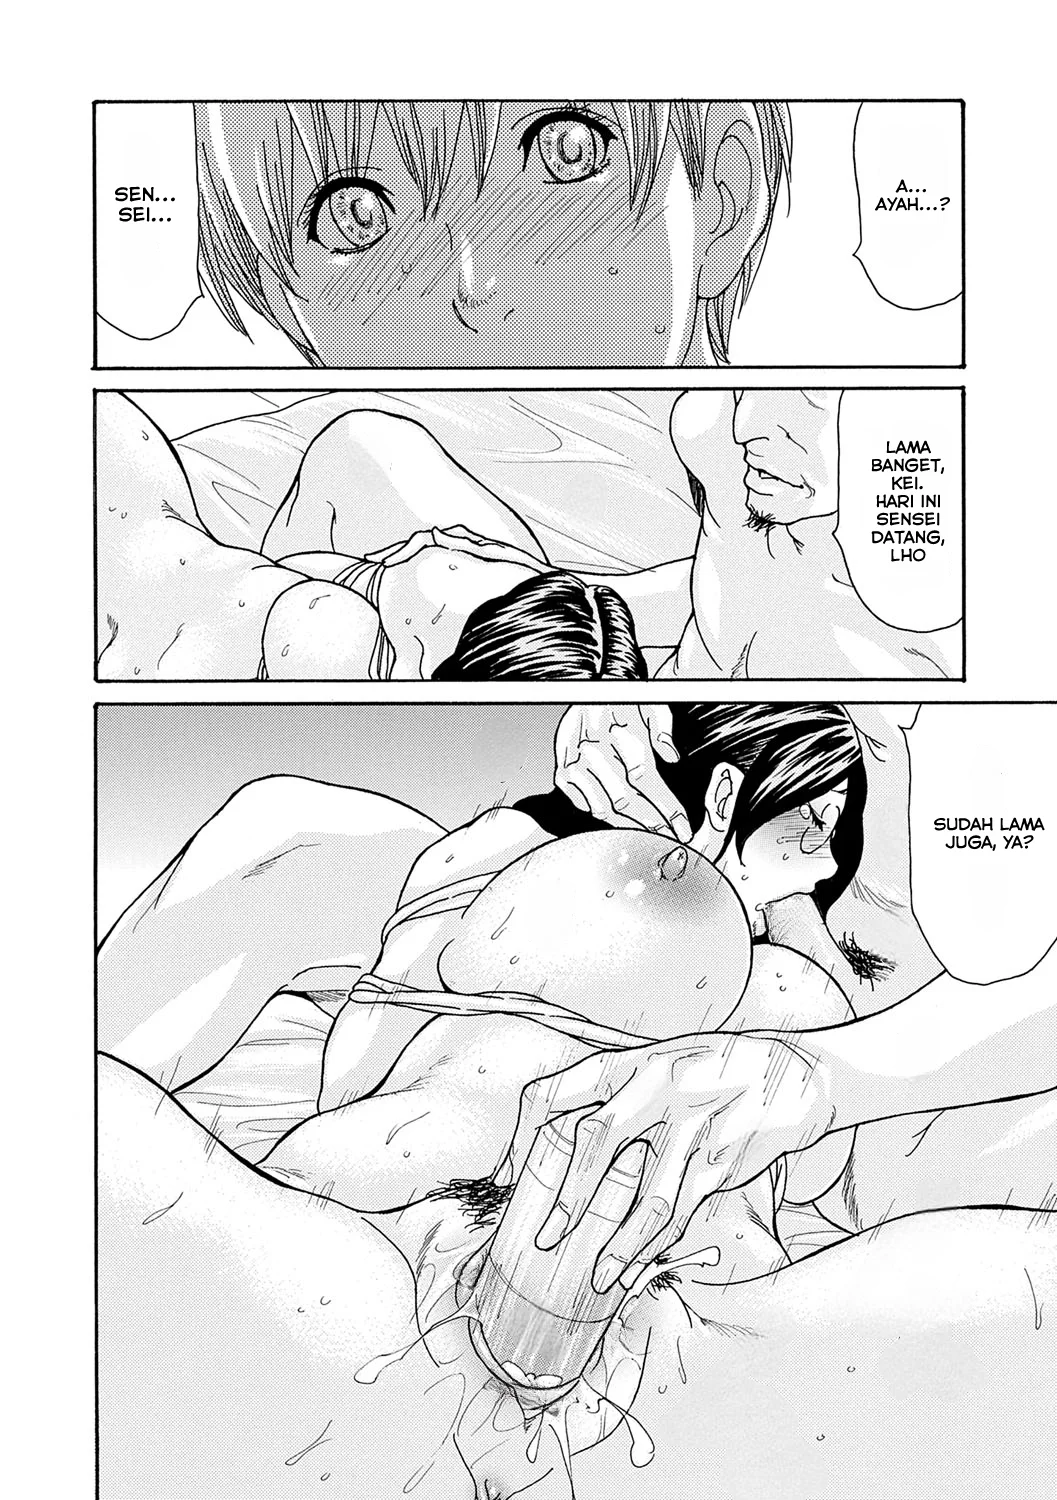 A...
AYAH...?
SEN...
SEI...
LAMA
BANGET,
KEI.
HARI INI
SENSEI
DATANG,
LHO
SUDAH LAMA
JUGA, YA?